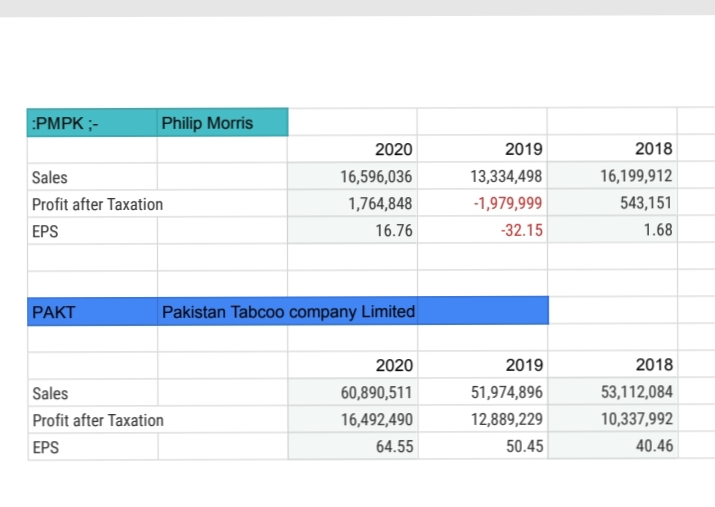 :PMPK ;- Philip Morris
2020 2019 2018
Sales 16,596,036 13,334,498 16,199,912
Profit after Taxation 1,764,848 -1,979,999 543,151
EPS 16.76 -32.15 1.68
PAKT Pakistan Tabcoo company Limited
2020 2019 2018
Sales 60,890,511 51,974,896 53,112,084
Profit after Taxation 16,492,490 12,889,229 10,337,992
EPS 64.55 50.45 40.46